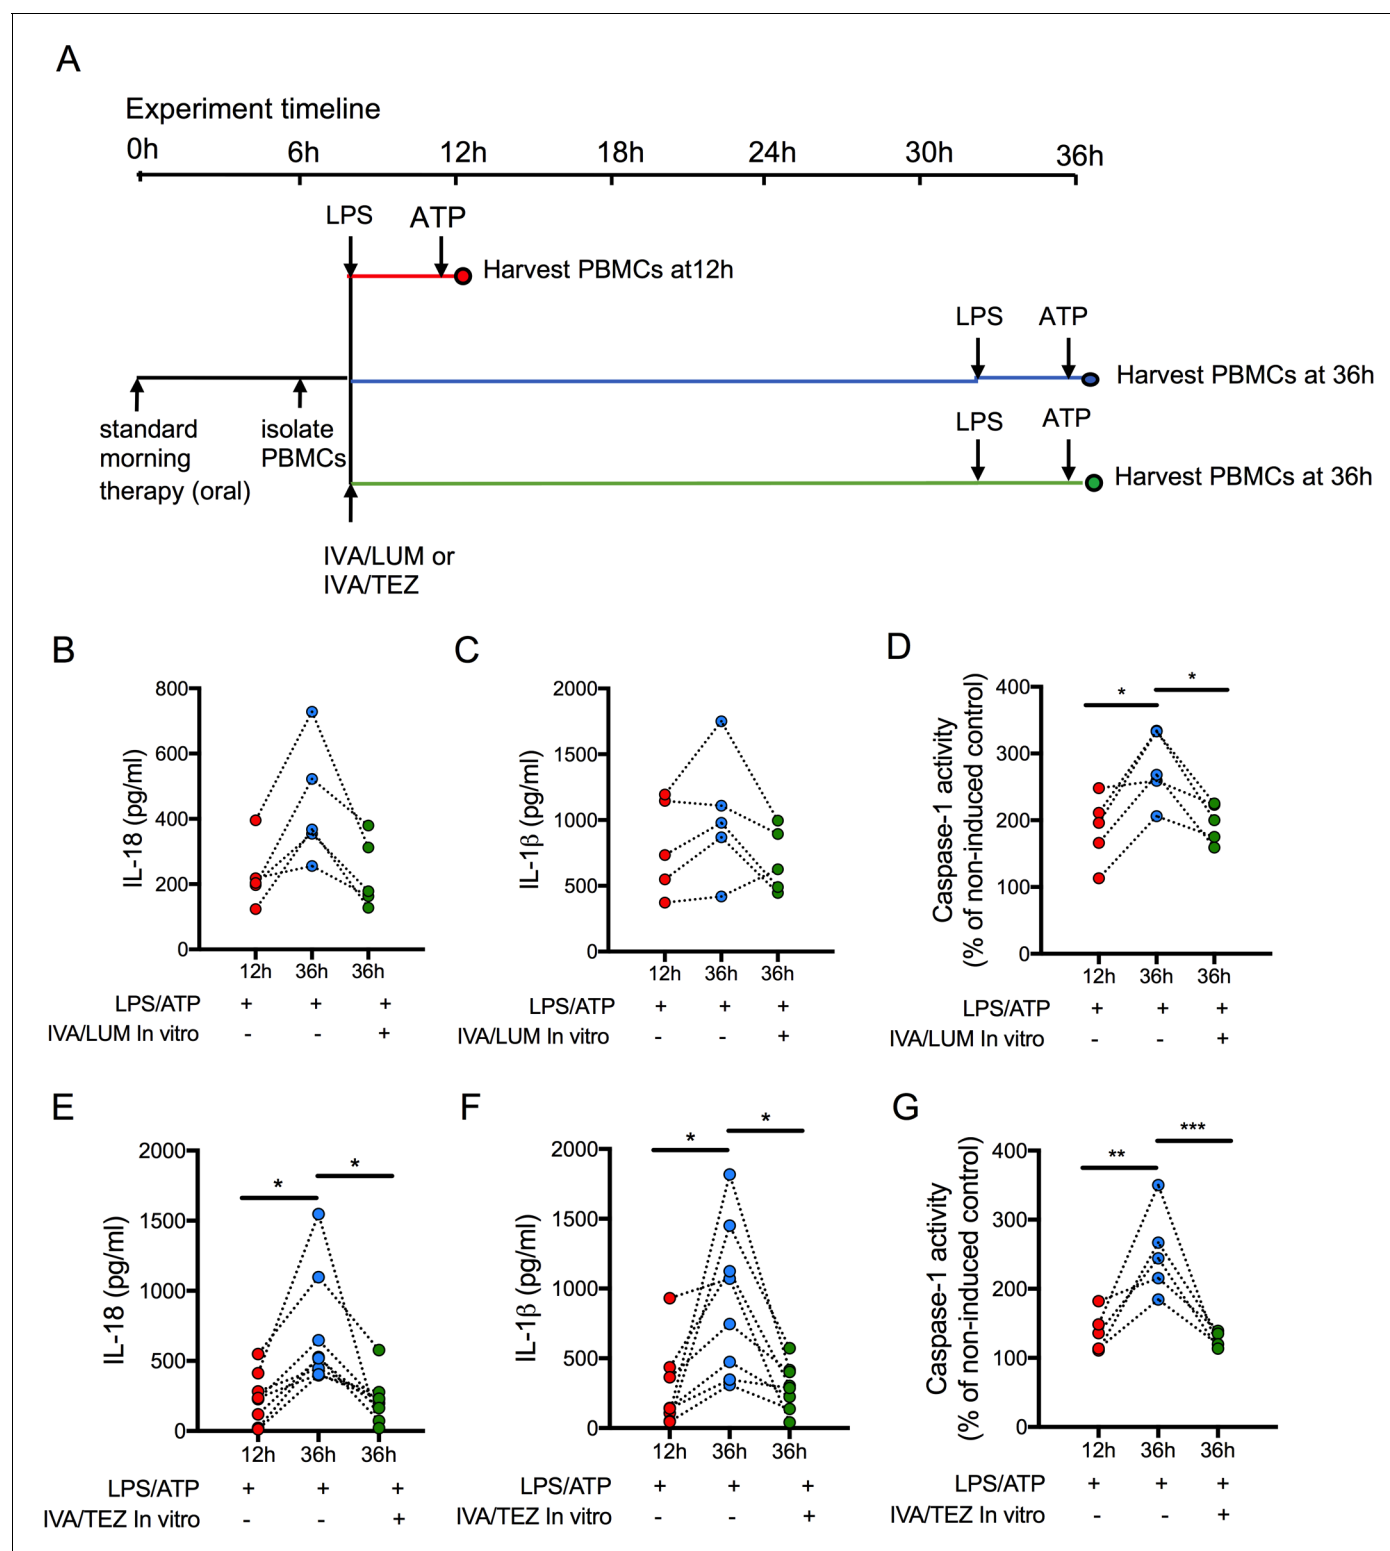 A
Experiment timeline
0h 6h 12h 18h 24h 30h 36h
LPS ATP
Harvest PBMCs at12h
LPS ATP
Harvest PBMCs at 36h
standard morning therapy (oral)
isolate PBMCs
LPS ATP
Harvest PBMCs at 36h
IVA/LUM or
IVA/TEZ
B
IL-18 (pg/ml)
800
600
400
200
0
12h 36h 36h
LPS/ATP + + +
IVA/LUM In vitro - - +
C
IL-1β (pg/ml)
2000
1500
1000
500
0
12h 36h 36h
LPS/ATP + + +
IVA/LUM In vitro - - +
D
Caspase-1 activity
(% of non-induced control)
* *
400
300
200
100
0
12h 36h 36h
LPS/ATP + + +
IVA/LUM In vitro - - +
E
IL-18 (pg/ml)
* *
2000
1500
1000
500
0
12h 36h 36h
LPS/ATP + + +
IVA/TEZ In vitro - - +
F
IL-1β (pg/ml)
* *
2000
1500
1000
500
0
12h 36h 36h
LPS/ATP + + +
IVA/TEZ In vitro - - +
G
Caspase-1 activity
(% of non-induced control)
** ***
400
300
200
100
0
12h 36h 36h
LPS/ATP + + +
IVA/TEZ In vitro - - +